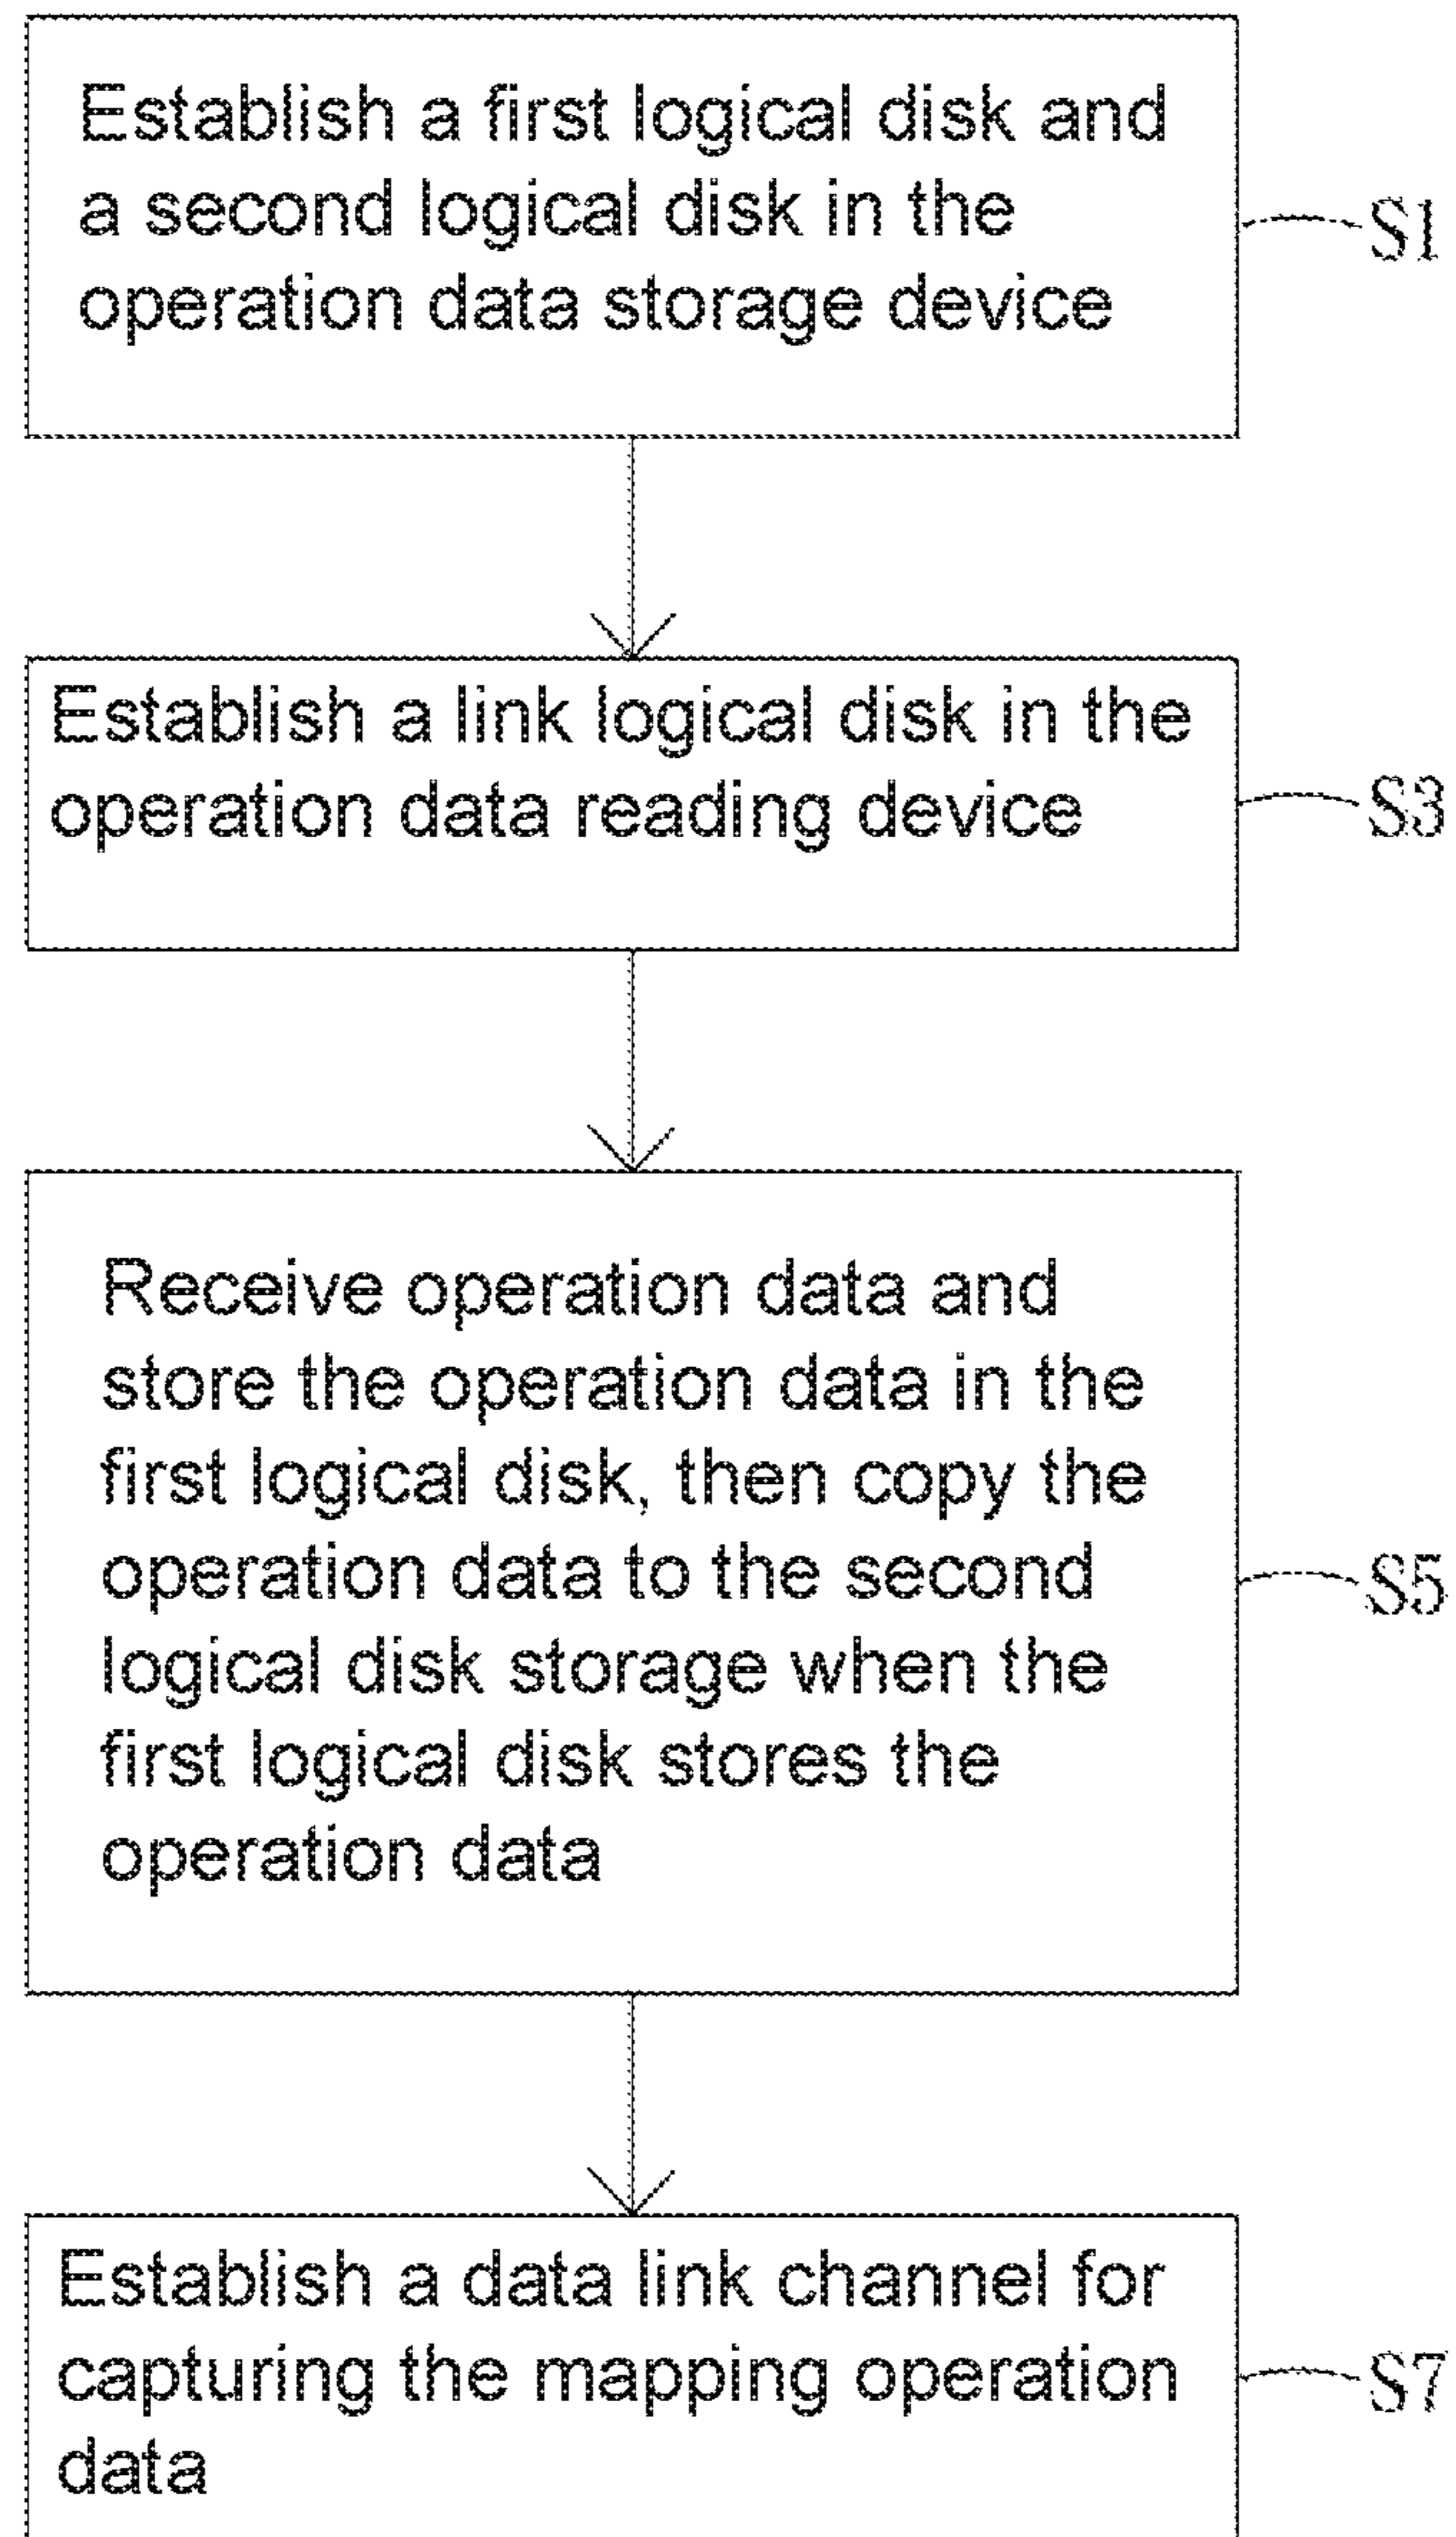 Establish a first logical disk and
a second logical disk in the
operation data storage device
S1
Establish a link logical disk in the
operation data reading device
S3
Receive operation data and
store the operation data in the
first logical disk, then copy the
operation data to the second
logical disk storage when the
first logical disk stores the
operation data
S5
Establish a data link channel for
capturing the mapping operation
data
S7